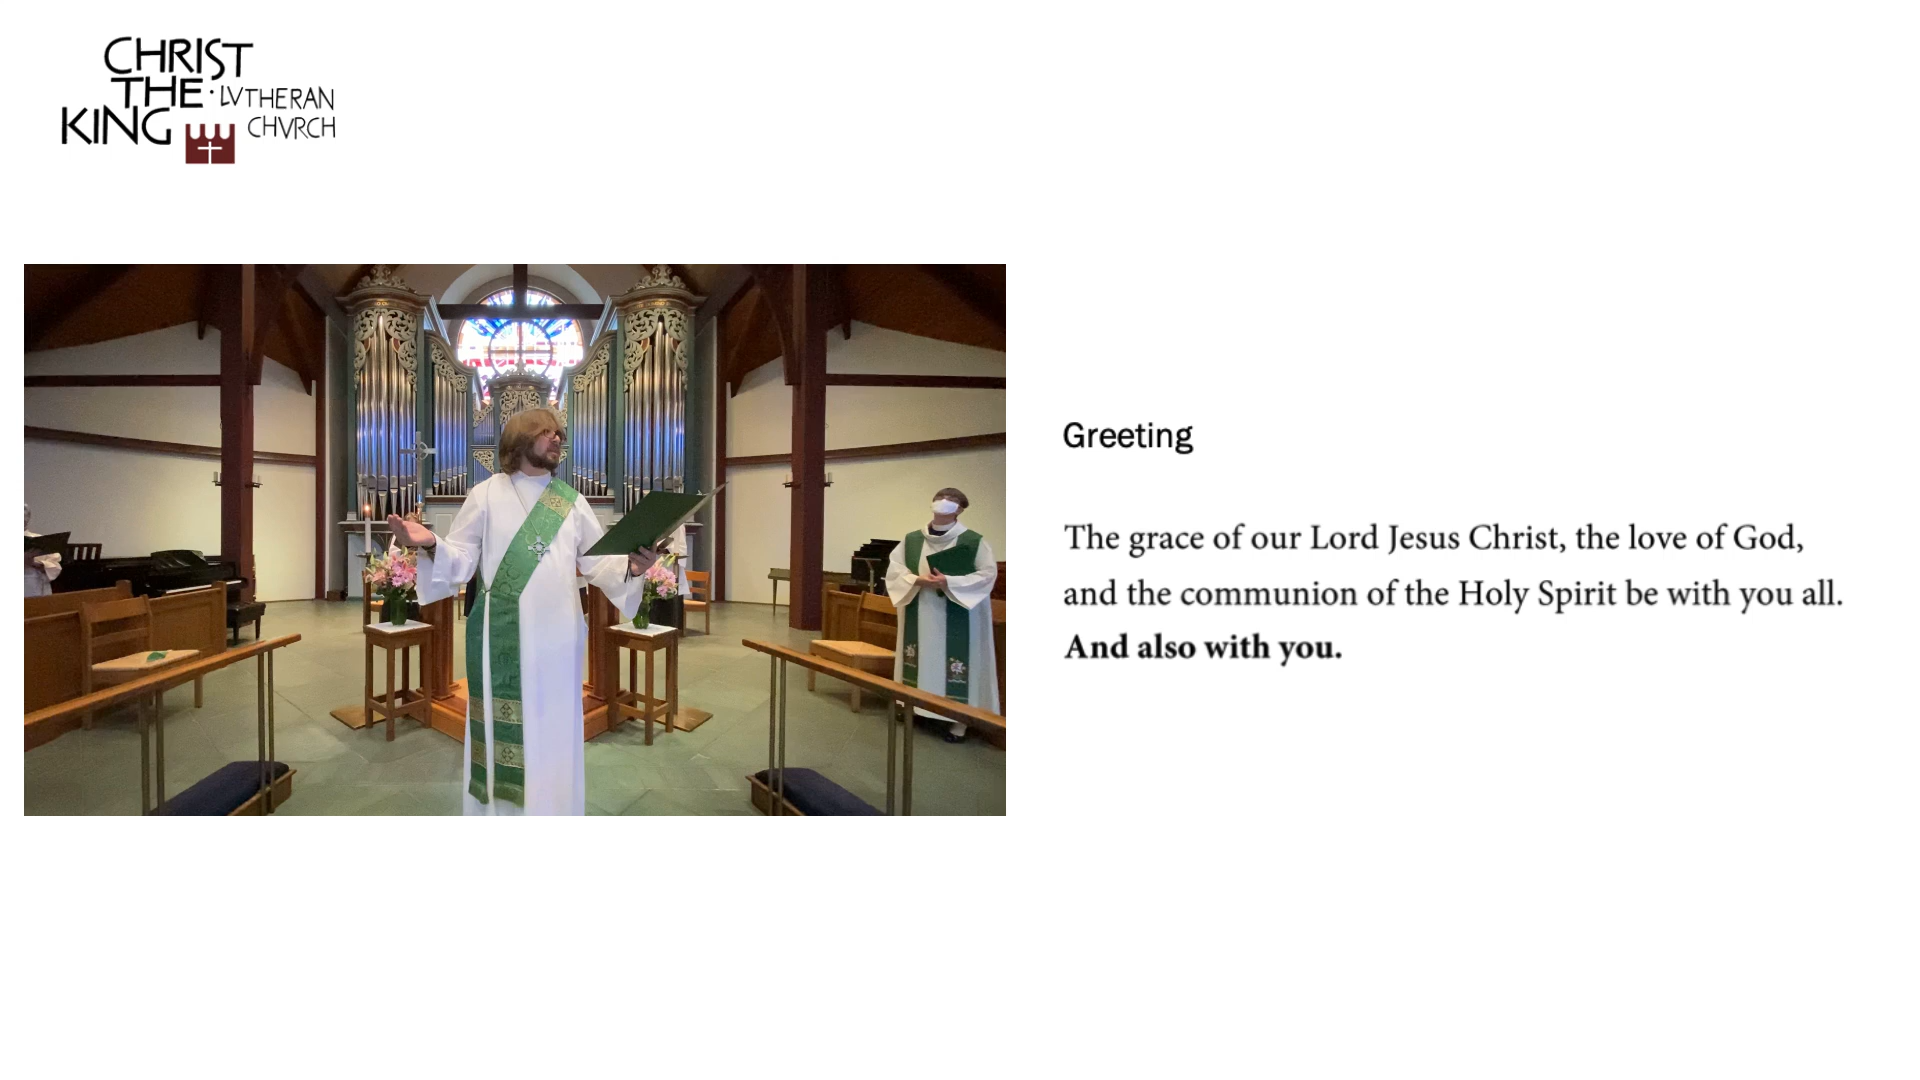 CHRIST
THE · LVTHERAN
KING CHVRCH
Greeting
The grace of our Lord Jesus Christ, the love of God,
and the communion of the Holy Spirit be with you all.
And also with you.